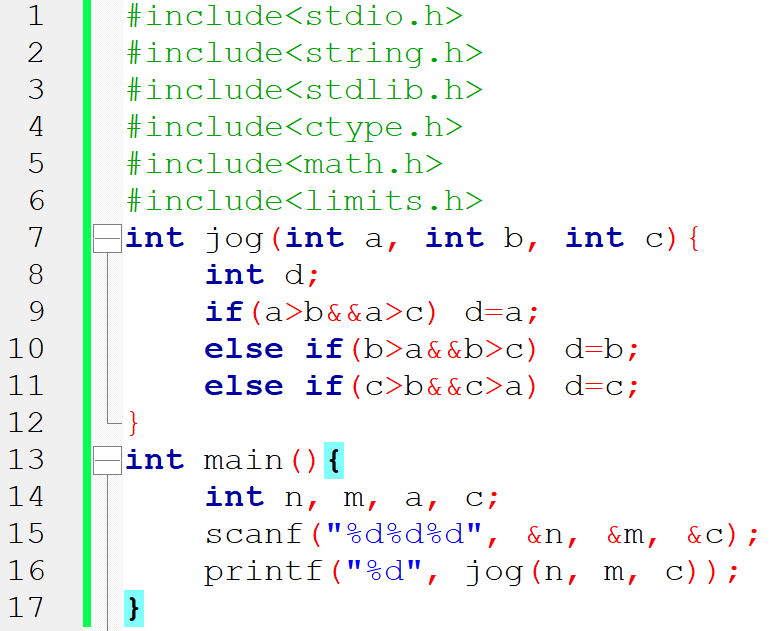 1 #include<stdio.h>
2 #include<string.h>
3 #include<stdlib.h>
4 #include<ctype.h>
5 #include<math.h>
6 #include<limits.h>
7 int jog(int a, int b, int c){
8     int d;
9     if(a>b&&a>c) d=a;
10     else if(b>a&&b>c) d=b;
11     else if(c>b&&c>a) d=c;
12 }
13 int main(){
14     int n, m, a, c;
15     scanf("%d%d%d", &n, &m, &c);
16     printf("%d", jog(n, m, c));
17 }